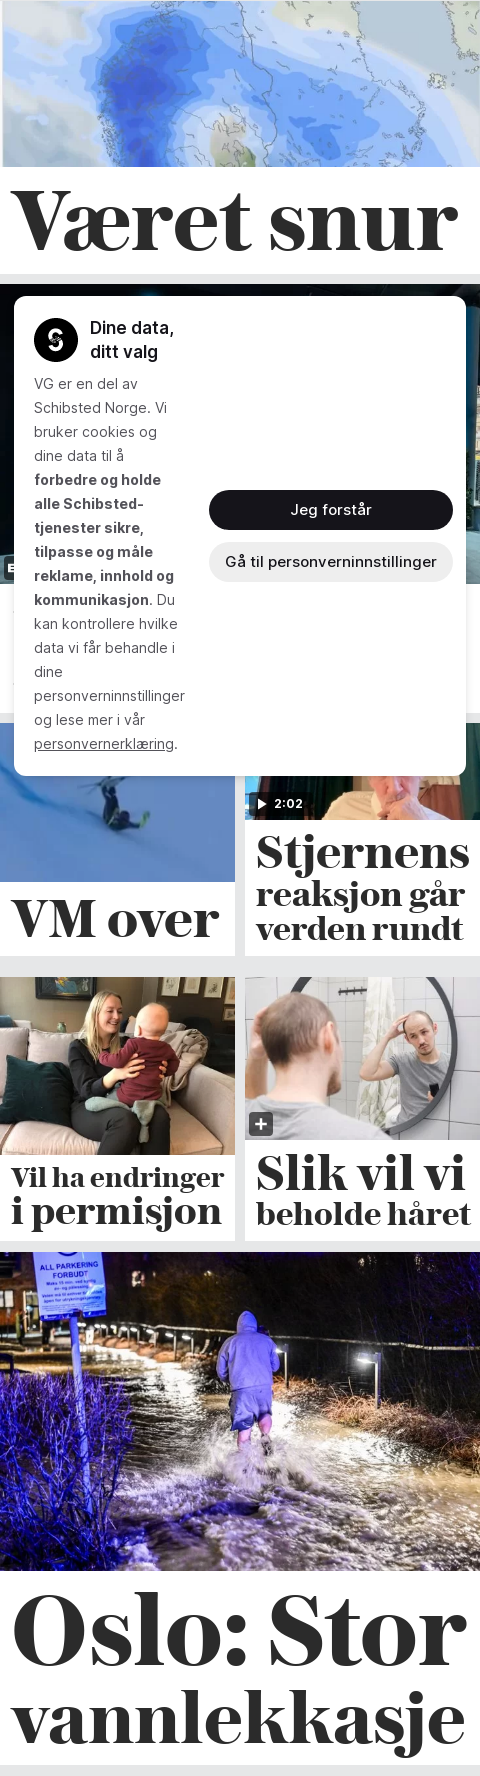 Været snur
Dine data,
ditt valg
VG er en del av
Schibsted Norge. Vi
bruker cookies og
dine data til å
forbedre og holde
alle Schibsted-
tjenester sikre,
tilpasse og måle
reklame, innhold og
kommunikasjon. Du
kan kontrollere hvilke
data vi får behandle i
dine
personverninnstillinger
og lese mer i vår
personvernerklæring.
Jeg forstår
Gå til personverninnstillinger
2:02
VM over
Stjernens
reaksjon går
verden rundt
Vil ha endringer
i permisjon
Slik vil vi
beholde håret
ALL PARKERING
FORBUDT
Oslo: Stor
vannlekkasje